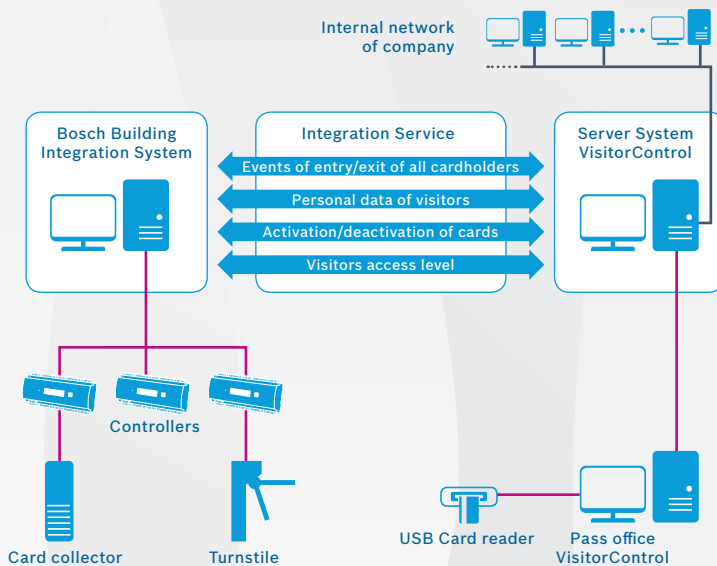 Internal network
of company
Bosch Building
Integration System
Integration Service
Server System
VisitorControl
Events of entry/exit of all cardholders
Personal data of visitors
Activation/deactivation of cards
Visitors access level
Controllers
Card collector
Turnstile
USB Card reader
Pass office
VisitorControl